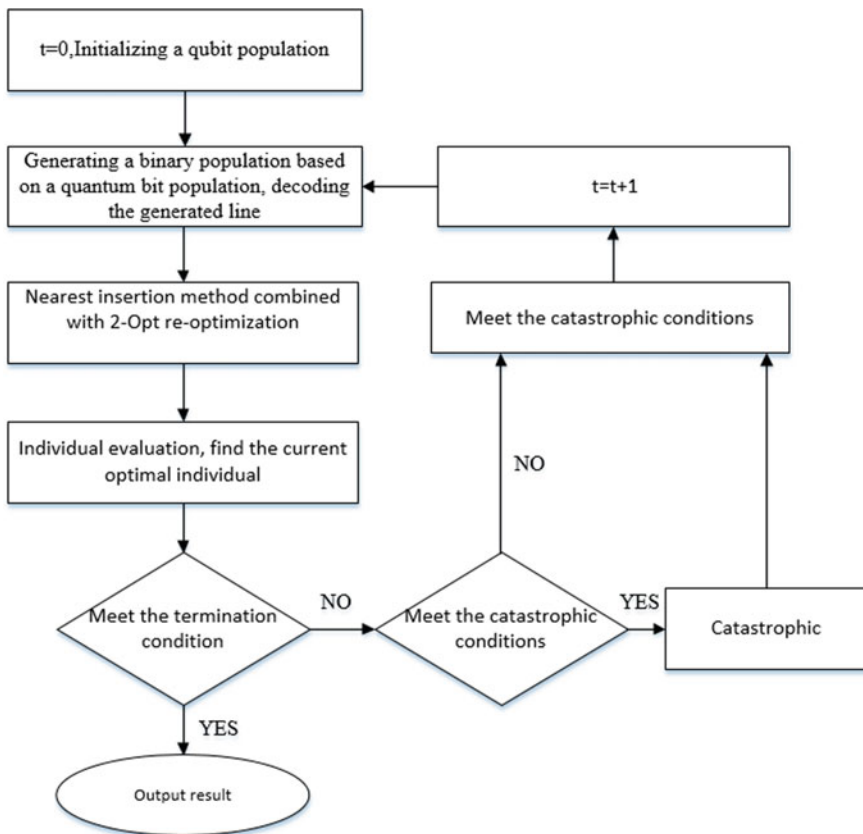 t=0,Initializing a qubit population
Generating a binary population based
on a quantum bit population, decoding
the generated line
t=t+1
Nearest insertion method combined
with 2-Opt re-optimization
Meet the catastrophic conditions
Individual evaluation, find the current
optimal individual
NO
Meet the termination
condition
NO
Meet the catastrophic
conditions
YES
Catastrophic
YES
Output result